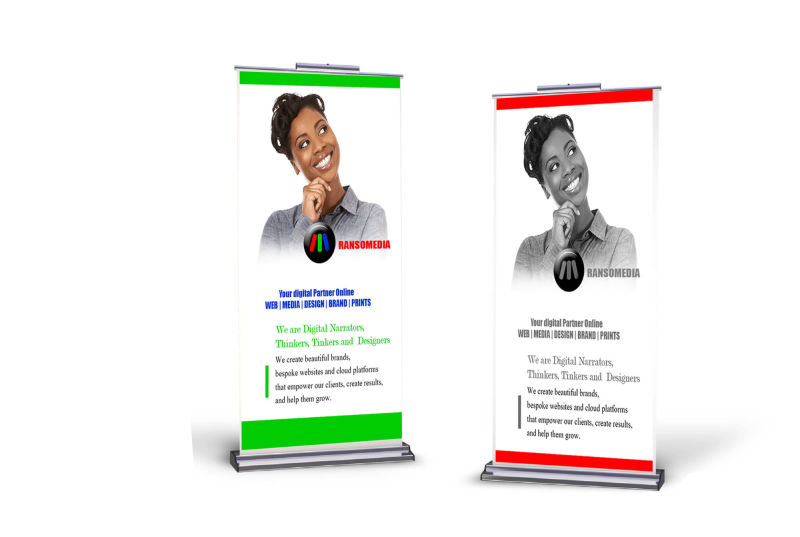 RANSOMEDIA
Your digital Partner Online
WEB | MEDIA | DESIGN | BRAND | PRINTS
We are Digital Narrators,
Thinkers, Tinkers and Designers
We create beautiful brands,
bespoke websites and cloud platforms
that empower our clients, create results,
and help them grow.
RANSOMEDIA
Your digital Partner Online
WEB | MEDIA | DESIGN | BRAND | PRINTS
We are Digital Narrators,
Thinkers, Tinkers and Designers
We create beautiful brands,
bespoke websites and cloud platforms
that empower our clients, create results,
and help them grow.